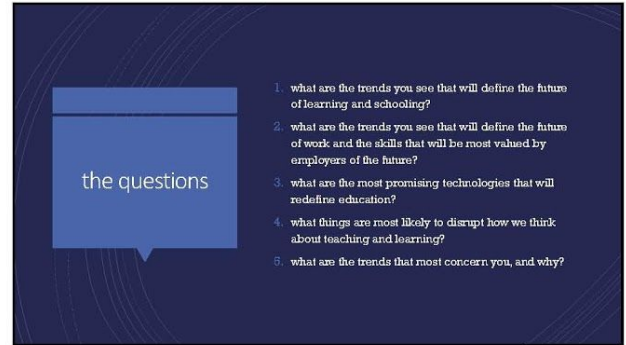 the questions
1. what are the trends you see that will define the future
of learning and schooling?
2. what are the trends you see that will define the future
of work and the skills that will be most valued by
employers of the future?
3. what are the most promising technologies that will
redefine education?
4. what things are most likely to disrupt how we think
about teaching and learning?
5. what are the trends that most concern you, and why?